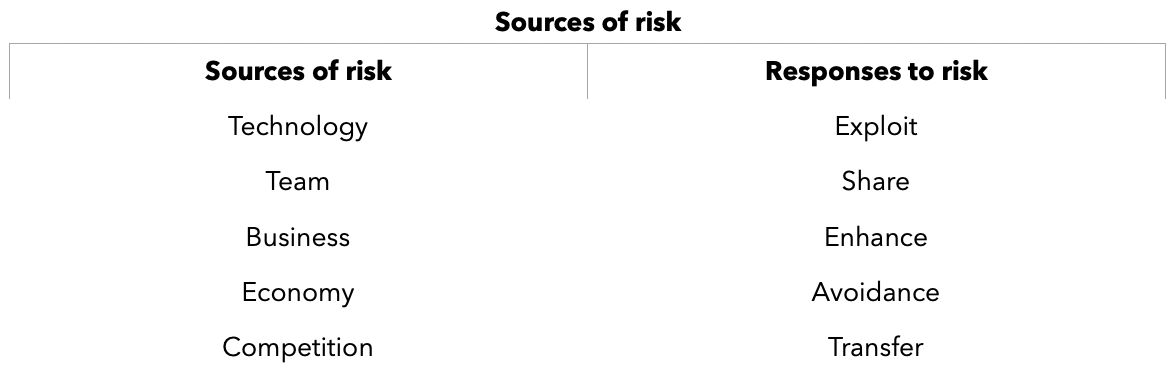 Sources of risk
Sources of risk Responses to risk
Technology Exploit
Team Share
Business Enhance
Economy Avoidance
Competition Transfer